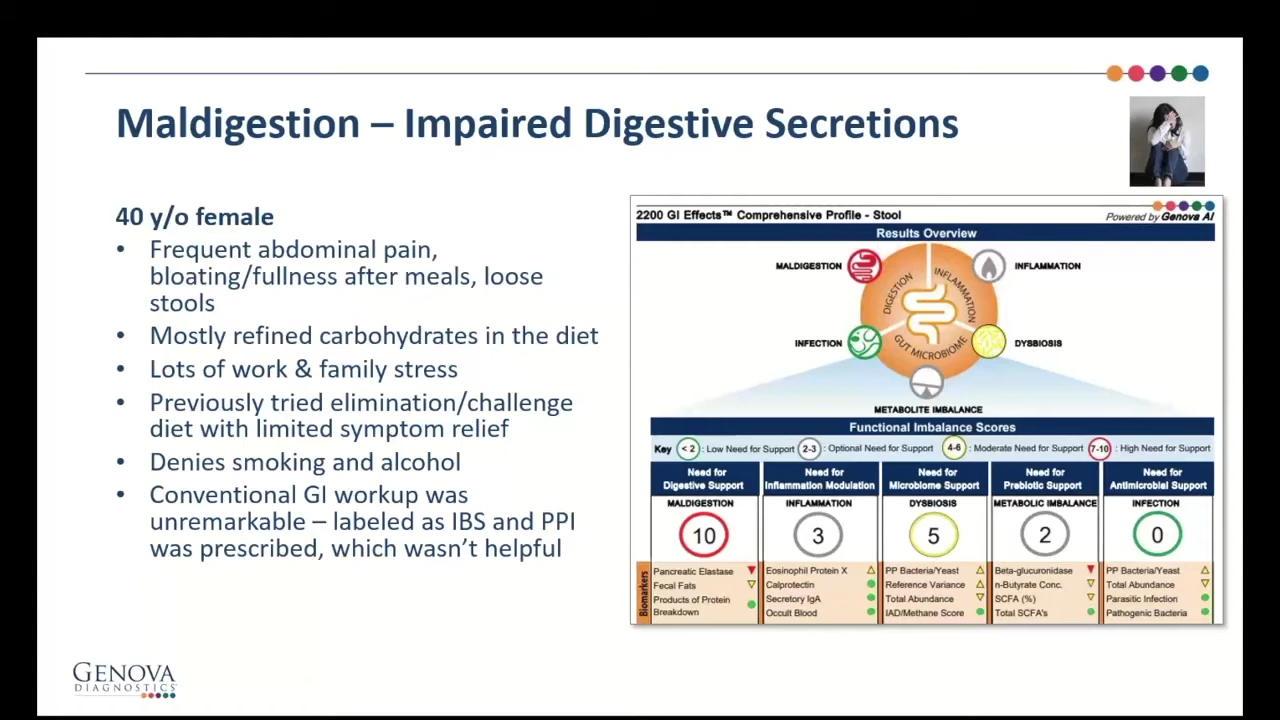 Maldigestion – Impaired Digestive Secretions
40 y/o female
• Frequent abdominal pain,
bloating/fullness after meals, loose
stools
• Mostly refined carbohydrates in the diet
• Lots of work & family stress
• Previously tried elimination/challenge
diet with limited symptom relief
• Denies smoking and alcohol
• Conventional GI workup was
unremarkable – labeled as IBS and PPI
was prescribed, which wasn't helpful
2200 GI Effects™ Comprehensive Profile - Stool
Powered by Genova AI
Results Overview
MALDIGESTION
INFLAMMATION
DIGESTION
INFLAMMATION
GUT MICROBIOME
INFECTION
DYSBIOSIS
METABOLITE IMBALANCE
Functional Imbalance Scores
Key <2 : Low Need for Support 2-3 : Optional Need for Support 4-6 : Moderate Need for Support 7-10 : High Need for Support
Need for
Digestive Support
Need for
Inflammation Modulation
Need for
Microbiome Support
Need for
Prebiotic Support
Need for
Antimicrobial Support
MALDIGESTION INFLAMMATION DYSBIOSIS METABOLIC IMBALANCE INFECTION
10 3 5 2 0
Biomarkers
Pancreatic Elastase
Fecal Fats
Products of Protein
Breakdown
Eosinophil Protein X
Calprotectin
Secretory IgA
Occult Blood
PP Bacteria/Yeast
Reference Variance
Total Abundance
IAD/Methane Score
Beta-glucuronidase
n-Butyrate Conc.
SCFA (%)
Total SCFA's
PP Bacteria/Yeast
Total Abundance
Parasitic Infection
Pathogenic Bacteria
GENOVA
DIAGNOSTICS